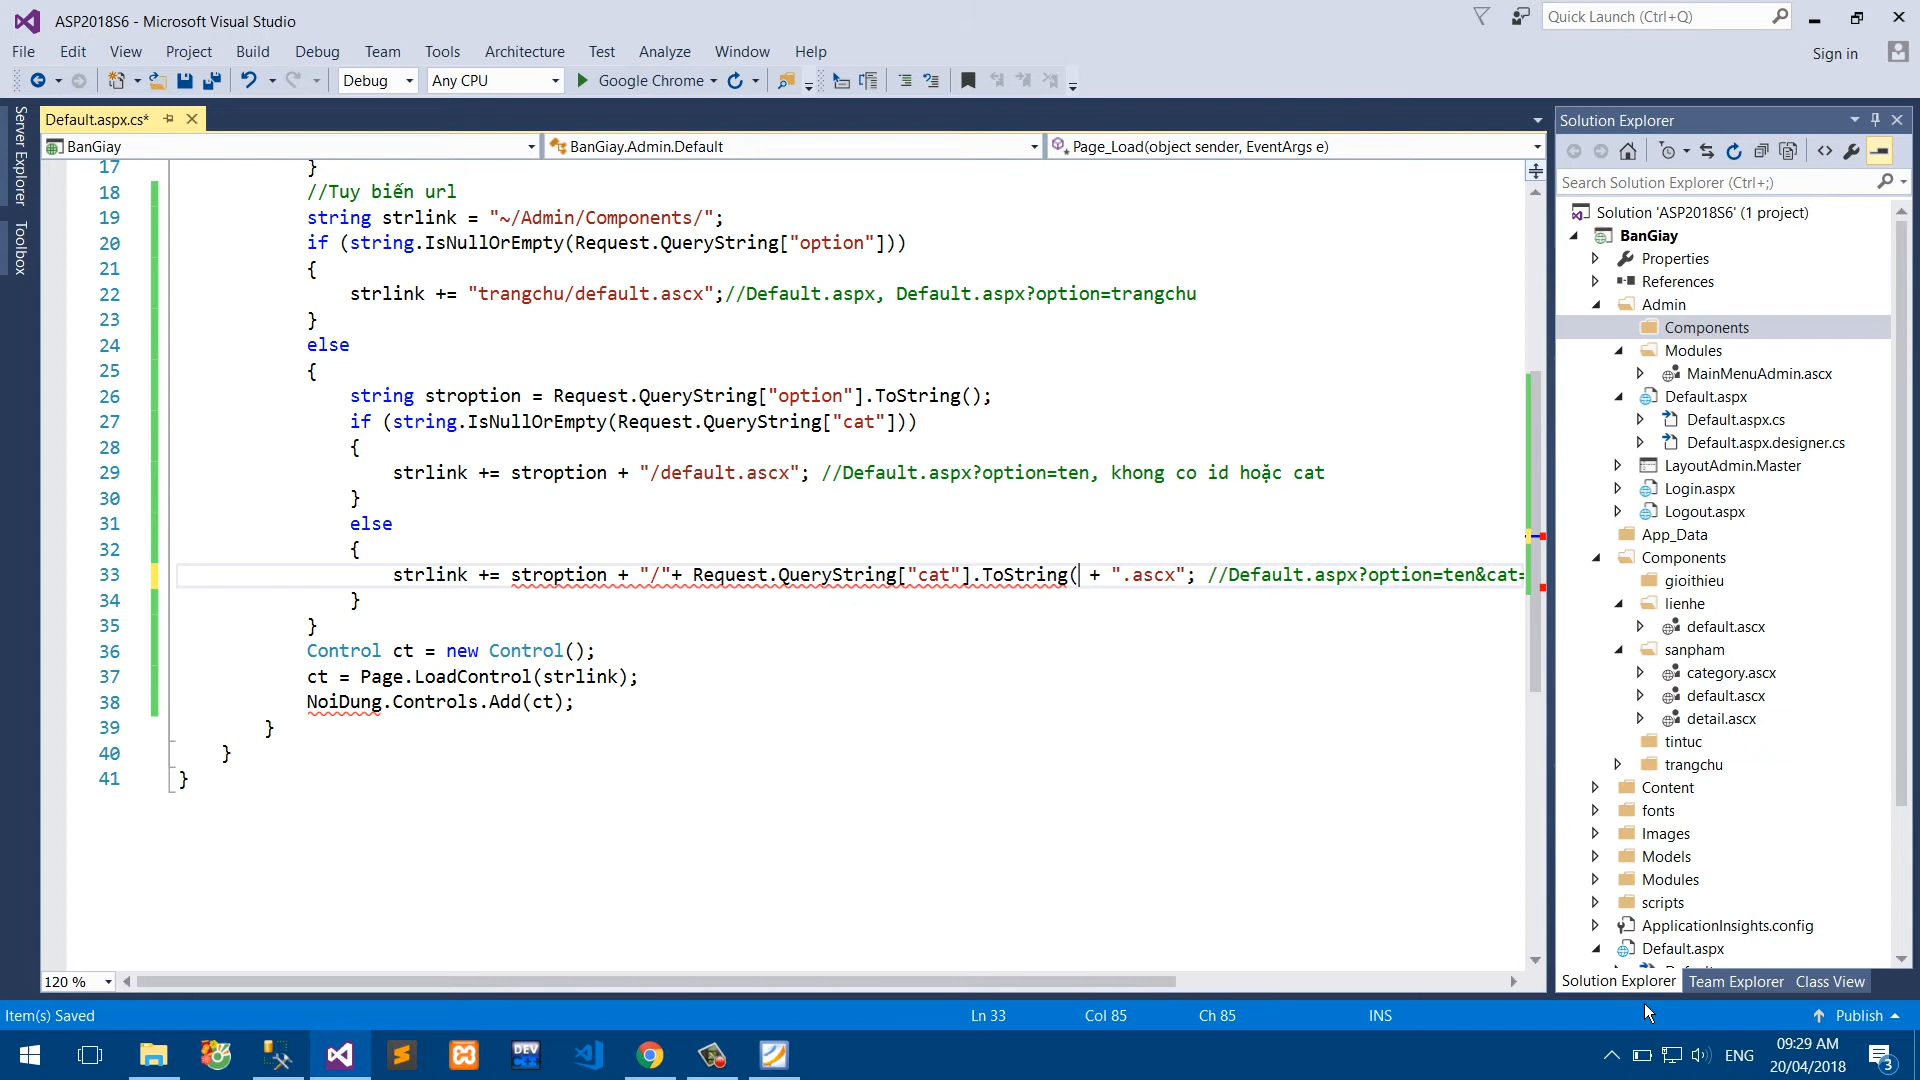 ASP2018S6 - Microsoft Visual Studio
Quick Launch (Ctrl+Q)
File Edit View Project Build Debug Team Tools Architecture Test Analyze Window Help
Sign in
Debug Any CPU Google Chrome
Server Explorer
Toolbox
Default.aspx.cs*
BanGiay
BanGiay.Admin.Default
Page_Load(object sender, EventArgs e)
17 }
18 //Tuy biến url
19 string strlink = "~/Admin/Components/";
20 if (string.IsNullOrEmpty(Request.QueryString["option"]))
21 {
22 strlink += "trangchu/default.ascx";//Default.aspx, Default.aspx?option=trangchu
23 }
24 else
25 {
26 string stroption = Request.QueryString["option"].ToString();
27 if (string.IsNullOrEmpty(Request.QueryString["cat"]))
28 {
29 strlink += stroption + "/default.ascx"; //Default.aspx?option=ten, khong co id hoặc cat
30 }
31 else
32 {
33 strlink += stroption + "/"+ Request.QueryString["cat"].ToString( + ".ascx"; //Default.aspx?option=ten&cat=
34 }
35 }
36 Control ct = new Control();
37 ct = Page.LoadControl(strlink);
38 NoiDung.Controls.Add(ct);
39 }
40 }
41 }
120 %
Solution Explorer
Search Solution Explorer (Ctrl+;)
Solution 'ASP2018S6' (1 project)
BanGiay
Properties
References
Admin
Components
Modules
MainMenuAdmin.ascx
Default.aspx
Default.aspx.cs
Default.aspx.designer.cs
LayoutAdmin.Master
Login.aspx
Logout.aspx
App_Data
Components
gioithieu
lienhe
default.ascx
sanpham
category.ascx
default.ascx
detail.ascx
tintuc
trangchu
Content
fonts
Images
Models
Modules
scripts
ApplicationInsights.config
Default.aspx
Solution Explorer Team Explorer Class View
Item(s) Saved
Ln 33 Col 85 Ch 85 INS
Publish
DEV
ENG
09:29 AM
20/04/2018
3